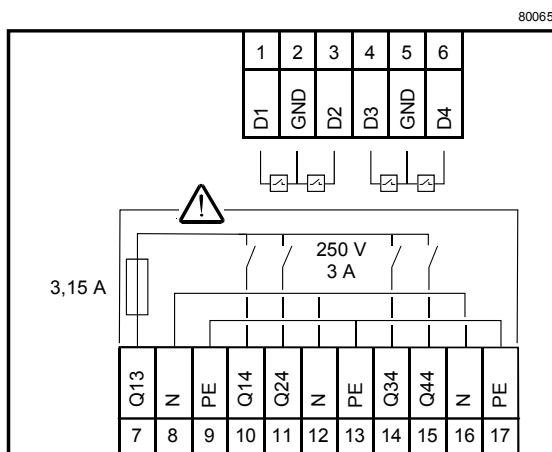 80065
1 2 3 4 5 6
D1 GND D2 D3 GND D4
!
250 V
3 A
3,15 A
Q13 N PE Q14 Q24 N PE Q34 Q44 N PE
7 8 9 10 11 12 13 14 15 16 17